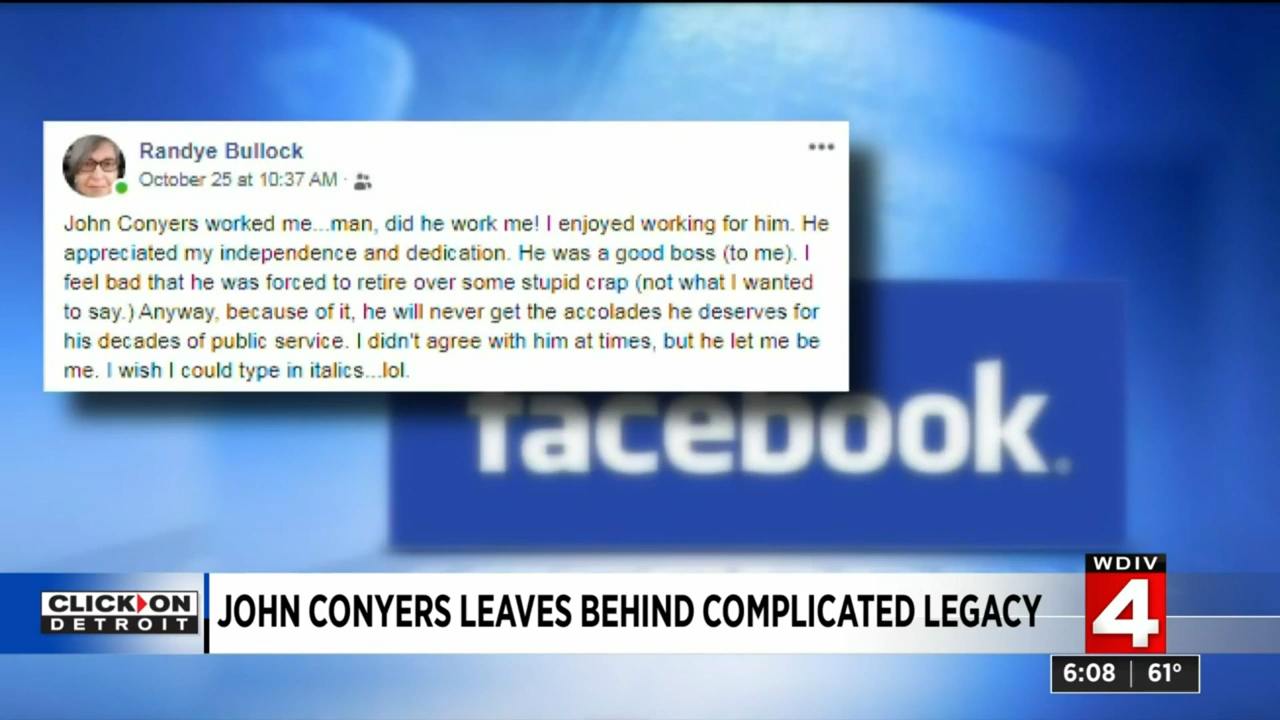 Randye Bullock
October 25 at 10:37 AM ·
John Conyers worked me...man, did he work me! I enjoyed working for him. He
appreciated my independence and dedication. He was a good boss (to me). I
feel bad that he was forced to retire over some stupid crap (not what I wanted
to say.) Anyway, because of it, he will never get the accolades he deserves for
his decades of public service. I didn't agree with him at times, but he let me be
me. I wish I could type in italics...lol.
facebook.
CLICK ON
DETROIT
JOHN CONYERS LEAVES BEHIND COMPLICATED LEGACY
WDIV
4
6:08 | 61°